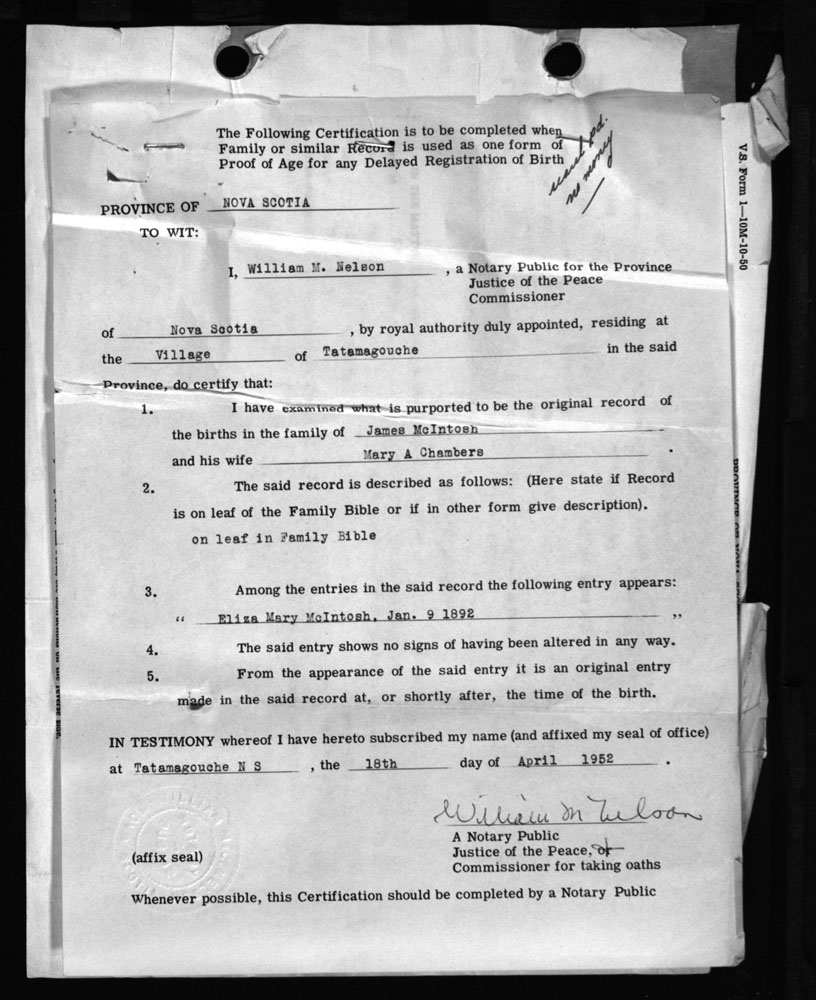 The Following Certification is to be completed when
Family or similar Record is used as one form of
Proof of Age for any Delayed Registration of Birth
search pd.
no money
V.S. Form 1—10M-10-50
PROVINCE OF NOVA SCOTIA
TO WIT:
I, William M. Nelson, a Notary Public for the Province
Justice of the Peace
Commissioner
of Nova Scotia, by royal authority duly appointed, residing at
the Village of Tatamagouche in the said
Province, do certify that:
1. I have examined what is purported to be the original record of
the births in the family of James McIntosh
and his wife Mary A Chambers.
2. The said record is described as follows: (Here state if Record
is on leaf of the Family Bible or if in other form give description).
on leaf in Family Bible
3. Among the entries in the said record the following entry appears:
“ Eliza Mary McIntosh, Jan. 9 1892 ”
4. The said entry shows no signs of having been altered in any way.
5. From the appearance of the said entry it is an original entry
made in the said record at, or shortly after, the time of the birth.
IN TESTIMONY whereof I have hereto subscribed my name (and affixed my seal of office)
at Tatamagouche N S, the 18th day of April 1952.
William M Nelson
A Notary Public
Justice of the Peace, or
Commissioner for taking oaths
(affix seal)
Whenever possible, this Certification should be completed by a Notary Public